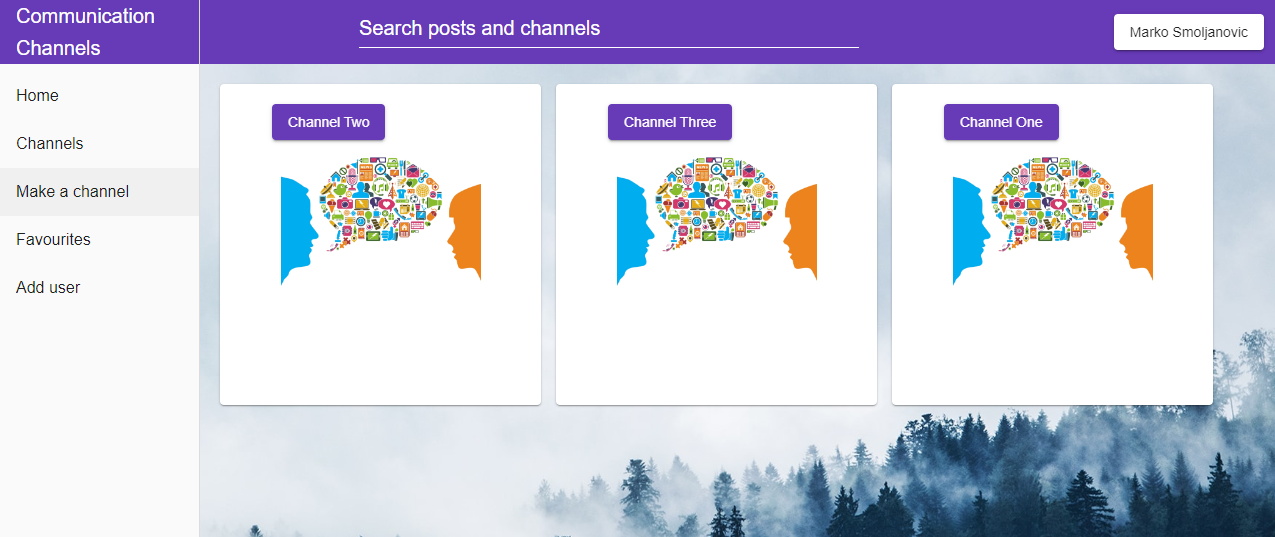 Communication
Channels
Search posts and channels
Marko Smoljanovic
Home
Channels
Make a channel
Favourites
Add user
Channel Two
Channel Three
Channel One